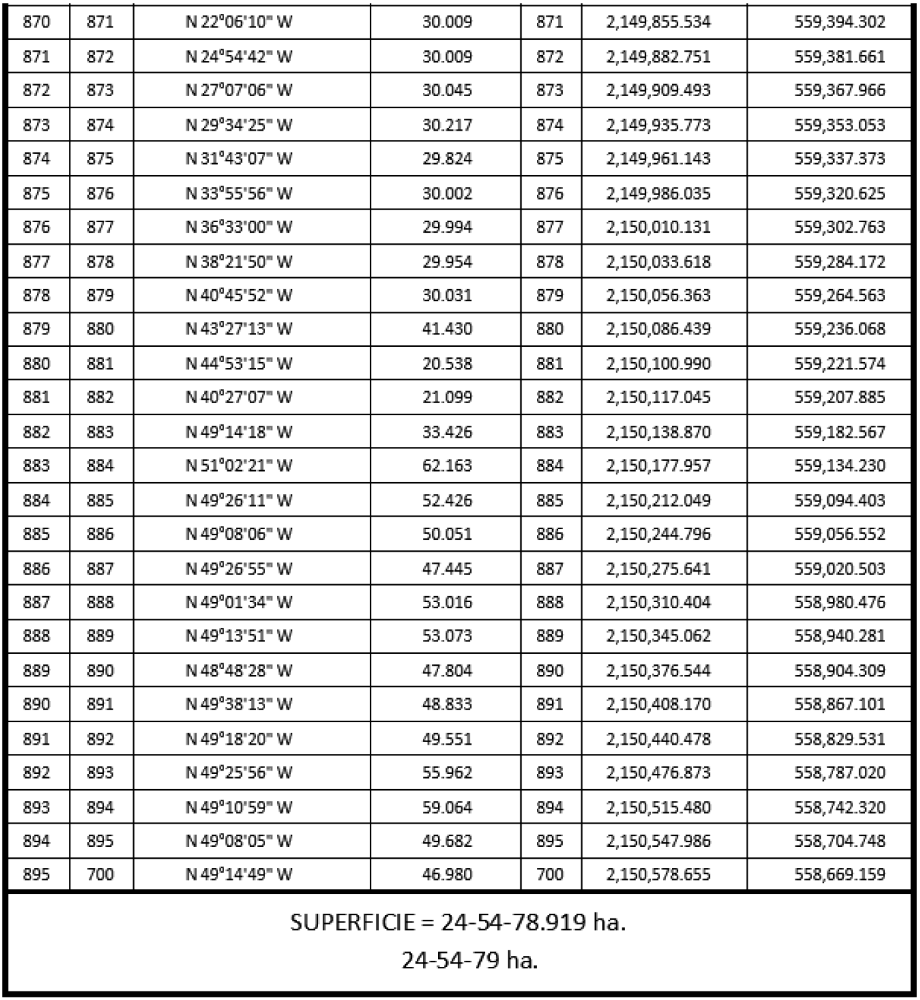 870 871 N 22°06'10" W 30.009 871 2,149,855.534 559,394.302
871 872 N 24°54'42" W 30.009 872 2,149,882.751 559,381.661
872 873 N 27°07'06" W 30.045 873 2,149,909.493 559,367.966
873 874 N 29°34'25" W 30.217 874 2,149,935.773 559,353.053
874 875 N 31°43'07" W 29.824 875 2,149,961.143 559,337.373
875 876 N 33°55'56" W 30.002 876 2,149,986.035 559,320.625
876 877 N 36°33'00" W 29.994 877 2,150,010.131 559,302.763
877 878 N 38°21'50" W 29.954 878 2,150,033.618 559,284.172
878 879 N 40°45'52" W 30.031 879 2,150,056.363 559,264.563
879 880 N 43°27'13" W 41.430 880 2,150,086.439 559,236.068
880 881 N 44°53'15" W 20.538 881 2,150,100.990 559,221.574
881 882 N 40°27'07" W 21.099 882 2,150,117.045 559,207.885
882 883 N 49°14'18" W 33.426 883 2,150,138.870 559,182.567
883 884 N 51°02'21" W 62.163 884 2,150,177.957 559,134.230
884 885 N 49°26'11" W 52.426 885 2,150,212.049 559,094.403
885 886 N 49°08'06" W 50.051 886 2,150,244.796 559,056.552
886 887 N 49°26'55" W 47.445 887 2,150,275.641 559,020.503
887 888 N 49°01'34" W 53.016 888 2,150,310.404 558,980.476
888 889 N 49°13'51" W 53.073 889 2,150,345.062 558,940.281
889 890 N 48°48'28" W 47.804 890 2,150,376.544 558,904.309
890 891 N 49°38'13" W 48.833 891 2,150,408.170 558,867.101
891 892 N 49°18'20" W 49.551 892 2,150,440.478 558,829.531
892 893 N 49°25'56" W 55.962 893 2,150,476.873 558,787.020
893 894 N 49°10'59" W 59.064 894 2,150,515.480 558,742.320
894 895 N 49°08'05" W 49.682 895 2,150,547.986 558,704.748
895 700 N 49°14'49" W 46.980 700 2,150,578.655 558,669.159
SUPERFICIE = 24-54-78.919 ha.
24-54-79 ha.